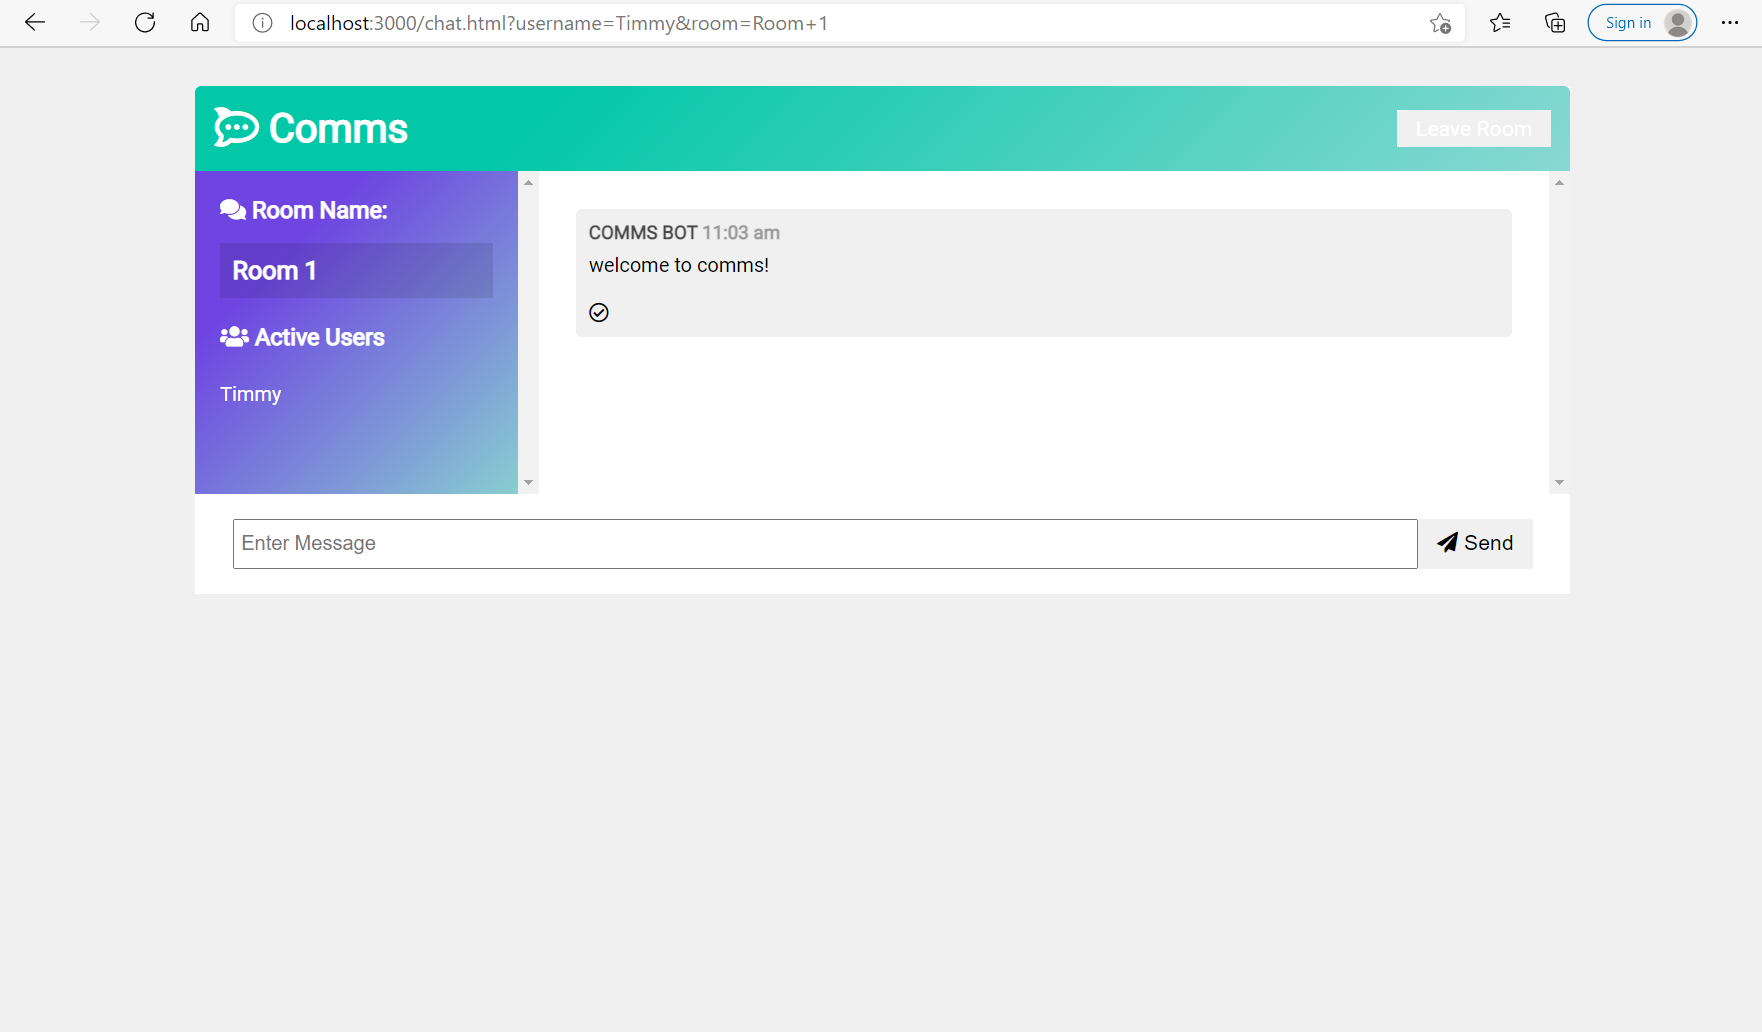 localhost:3000/chat.html?username=Timmy&room=Room+1
Sign in
Comms
Leave Room
Room Name:
Room 1
Active Users
Timmy
COMMS BOT 11:03 am
welcome to comms!
Enter Message
Send